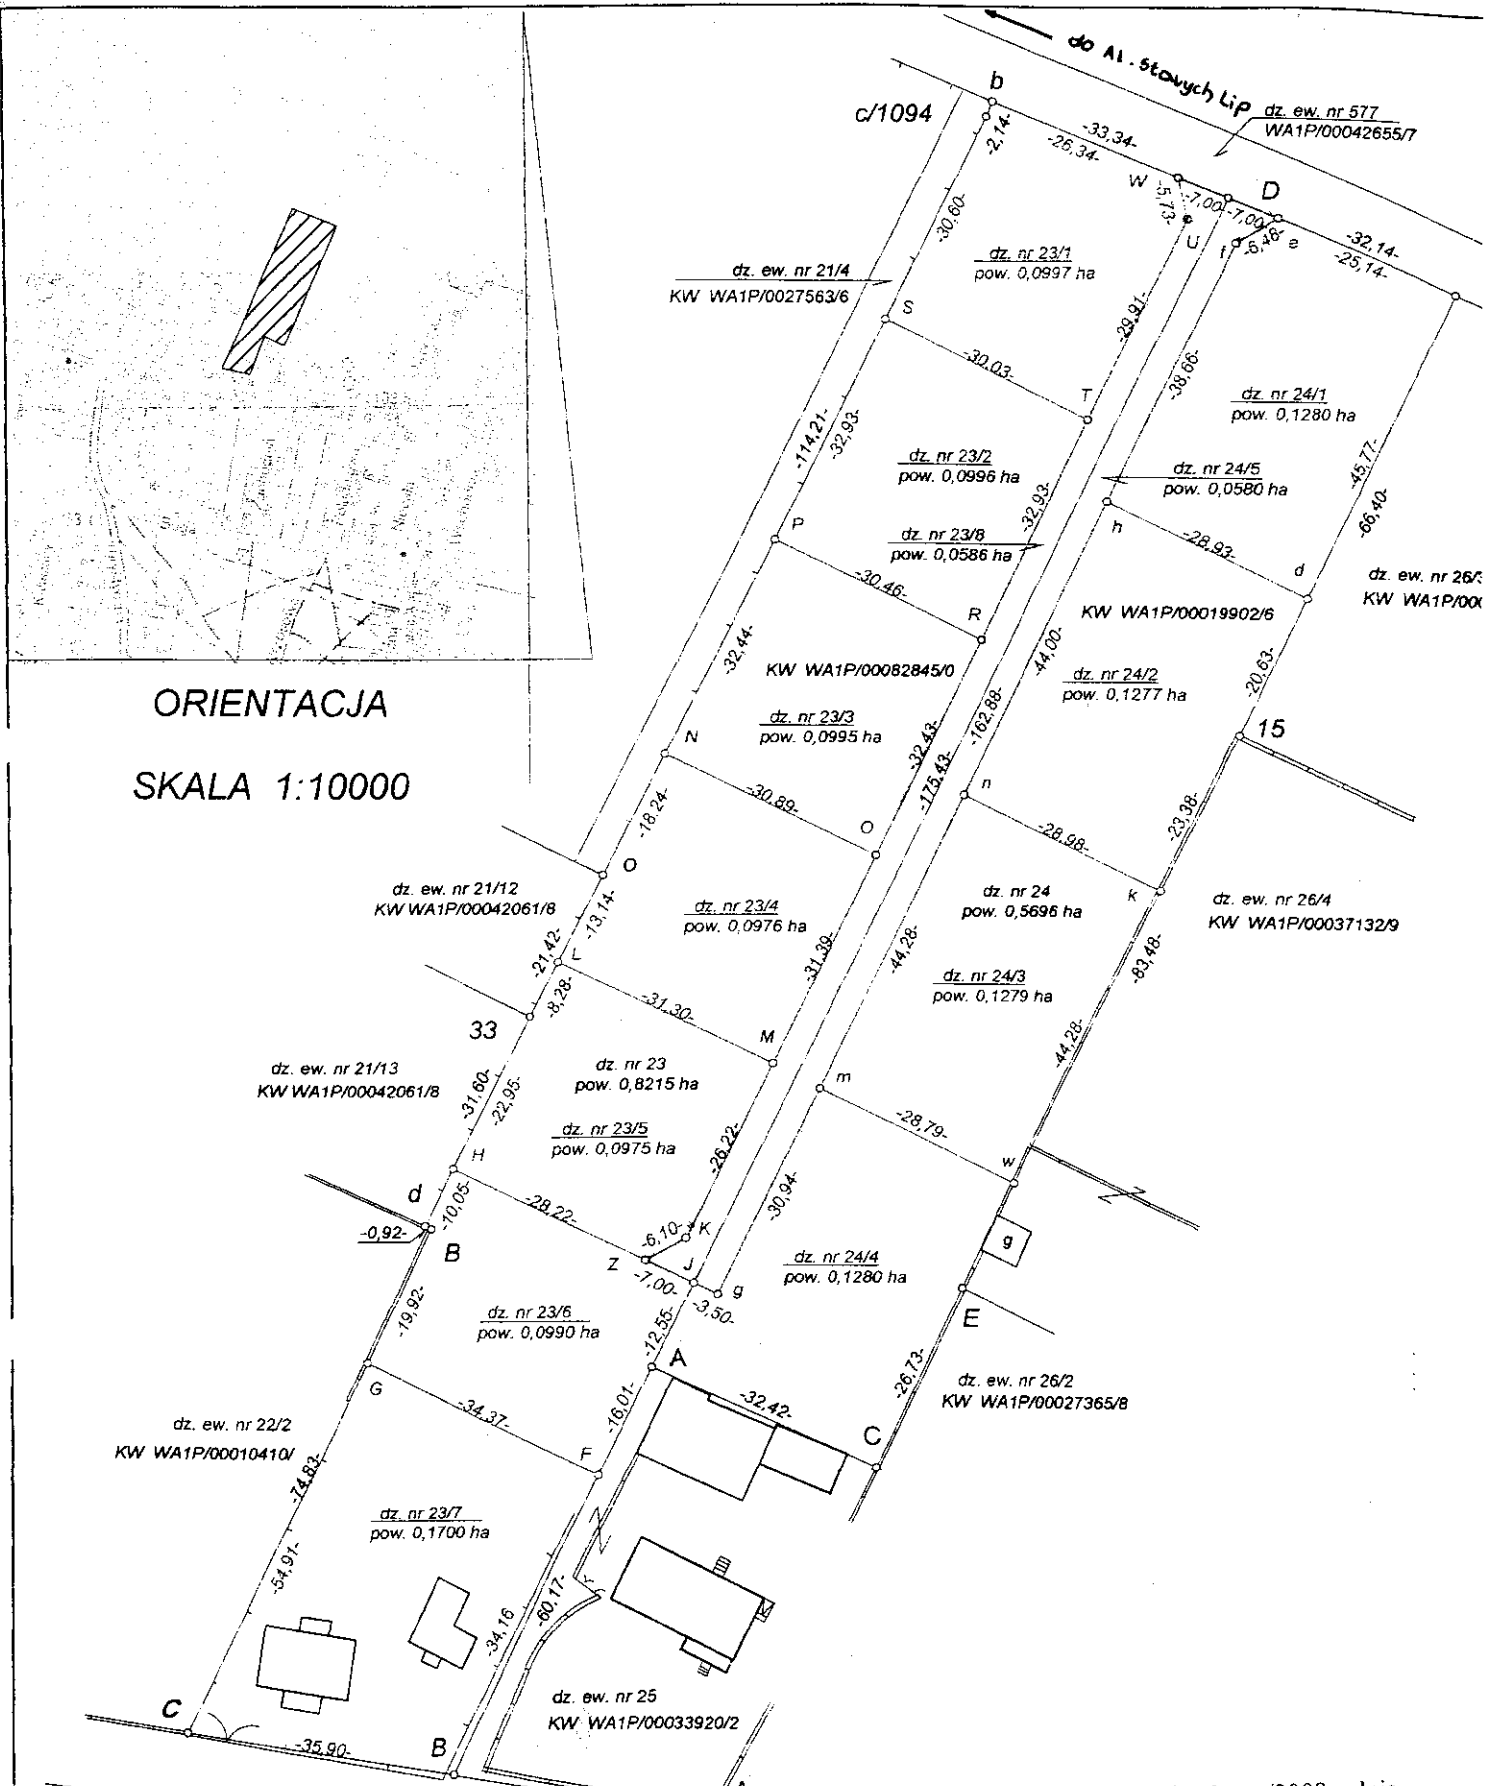 do Al. Starych Lip
b
c/1094
dz. ew. nr 577
WA1P/00042655/7
-33,34-
-26,34-
-2,14-
W
-5,73-
-7,00-
-7,00-
D
U
f
-6,46-
e
-32,14-
-25,14-
-30,60-
dz. nr 23/1
pow. 0,0997 ha
dz. ew. nr 21/4
KW WA1P/0027563/6
S
-29,91-
-30,03-
-38,66-
T
dz. nr 24/1
pow. 0,1280 ha
-114,21-
-32,93-
dz. nr 23/2
pow. 0,0996 ha
-45,77-
-66,40-
dz. nr 24/5
pow. 0,0580 ha
-32,93-
P
dz. nr 23/8
pow. 0,0586 ha
h
-28,93-
d
-30,46-
dz. ew. nr 26/
KW WA1P/00
R
KW WA1P/00019902/6
-32,44-
-44,00-
-20,63-
KW WA1P/00082845/0
dz. nr 24/2
pow. 0,1277 ha
ORIENTACJA
SKALA 1:10000
-162,88-
dz. nr 23/3
pow. 0,0995 ha
N
-32,43-
-175,43-
15
-30,89-
n
-18,24-
-23,38-
O
-28,98-
O
dz. ew. nr 21/12
KW WA1P/00042061/8
dz. nr 24
pow. 0,5696 ha
k
dz. ew. nr 26/4
KW WA1P/00037132/9
-13,14-
dz. nr 23/4
pow. 0,0976 ha
-21,42-
-31,39-
-44,28-
L
-83,48-
-8,28-
dz. nr 24/3
pow. 0,1279 ha
-31,30-
33
M
-44,28-
dz. ew. nr 21/13
KW WA1P/00042061/8
dz. nr 23
pow. 0,8215 ha
m
-31,60-
-22,95-
dz. nr 23/5
pow. 0,0975 ha
-28,79-
-26,22-
H
w
d
-10,05-
-28,22-
-30,94-
-0,92-
B
-6,10-
K
g
Z
J
dz. nr 24/4
pow. 0,1280 ha
-7,00-
g
-3,50-
-19,92-
dz. nr 23/6
pow. 0,0990 ha
-12,55-
E
A
G
-26,73-
dz. ew. nr 26/2
KW WA1P/00027365/8
-32,42-
-34,37-
-16,01-
dz. ew. nr 22/2
KW WA1P/00010410/
F
C
-74,83-
dz. nr 23/7
pow. 0,1700 ha
-54,91-
-60,17-
-34,16
dz. ew. nr 25
KW WA1P/00033920/2
C
-35,90-
B